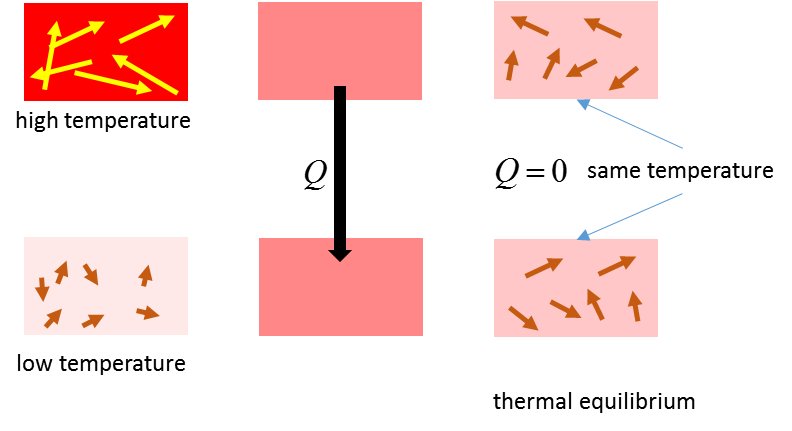 high temperature
Q
Q = 0
same temperature
low temperature
thermal equilibrium